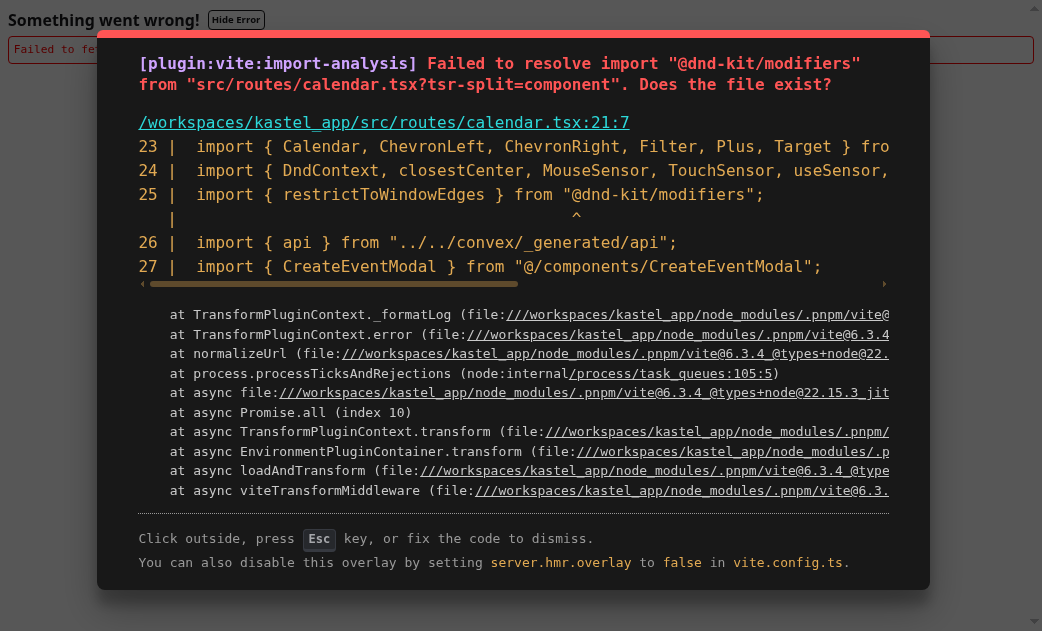 Something went wrong! Hide Error
Failed to fe
[plugin:vite:import-analysis] Failed to resolve import "@dnd-kit/modifiers"
from "src/routes/calendar.tsx?tsr-split=component". Does the file exist?
/workspaces/kastel_app/src/routes/calendar.tsx:21:7
23 |  import { Calendar, ChevronLeft, ChevronRight, Filter, Plus, Target } fro
24 |  import { DndContext, closestCenter, MouseSensor, TouchSensor, useSensor,
25 |  import { restrictToWindowEdges } from "@dnd-kit/modifiers";
   |                                         ^
26 |  import { api } from "../../convex/_generated/api";
27 |  import { CreateEventModal } from "@/components/CreateEventModal";
at TransformPluginContext._formatLog (file:///workspaces/kastel_app/node_modules/.pnpm/vite@
at TransformPluginContext.error (file:///workspaces/kastel_app/node_modules/.pnpm/vite@6.3.4
at normalizeUrl (file:///workspaces/kastel_app/node_modules/.pnpm/vite@6.3.4_@types+node@22.
at process.processTicksAndRejections (node:internal/process/task_queues:105:5)
at async file:///workspaces/kastel_app/node_modules/.pnpm/vite@6.3.4_@types+node@22.15.3_jit
at async Promise.all (index 10)
at async TransformPluginContext.transform (file:///workspaces/kastel_app/node_modules/.pnpm/
at async EnvironmentPluginContainer.transform (file:///workspaces/kastel_app/node_modules/.p
at async loadAndTransform (file:///workspaces/kastel_app/node_modules/.pnpm/vite@6.3.4_@type
at async viteTransformMiddleware (file:///workspaces/kastel_app/node_modules/.pnpm/vite@6.3.
Click outside, press Esc key, or fix the code to dismiss.
You can also disable this overlay by setting server.hmr.overlay to false in vite.config.ts.